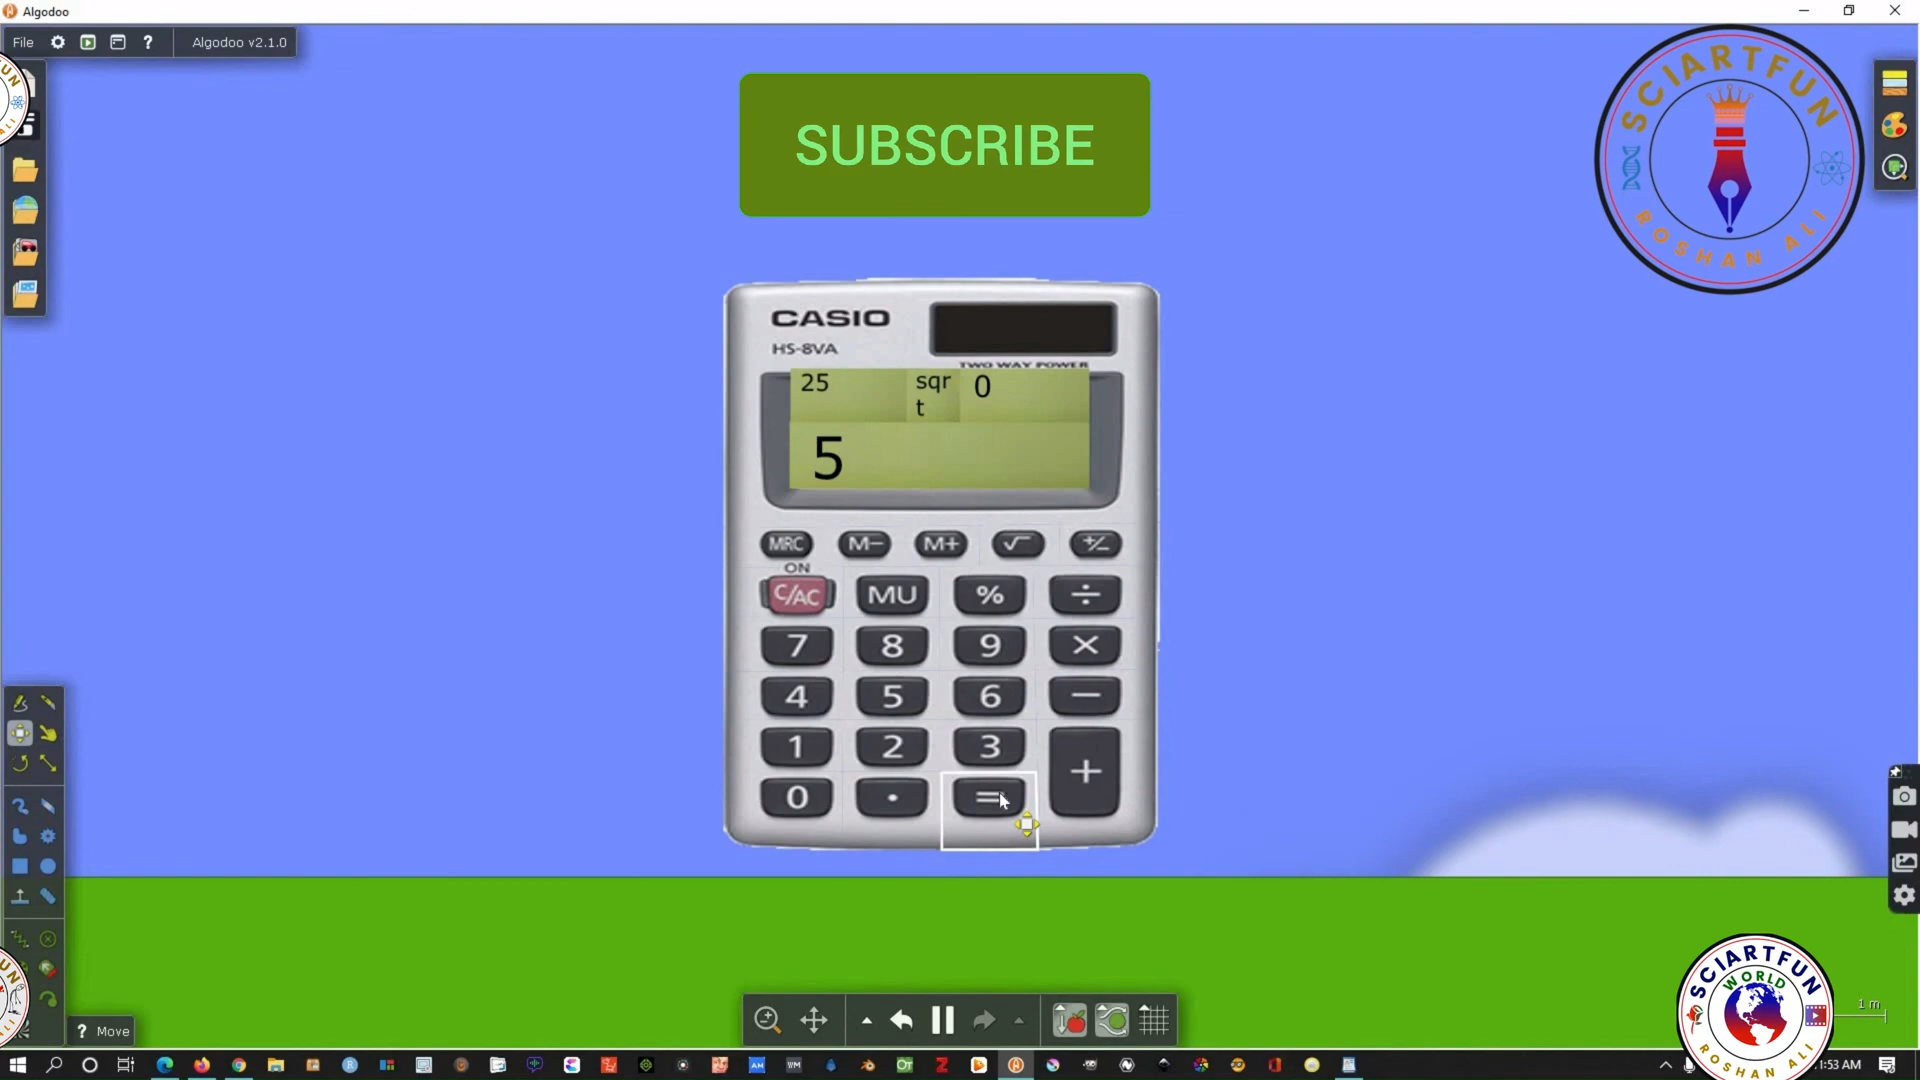 Algodoo
File
?
Algodoo v2.1.0
SUBSCRIBE
SCIARTFUN
ROSHAN ALI
CASIO
HS-8VA
TWO WAY POWER
25
sqr
t
0
5
MRC M− M+ √ +/−
ON
C/AC MU % ÷
7 8 9 ×
4 5 6 −
1 2 3 +
0 . =
? Move
SCIARTFUN
WORLD
ROSHAN ALI
1 m
:53 AM